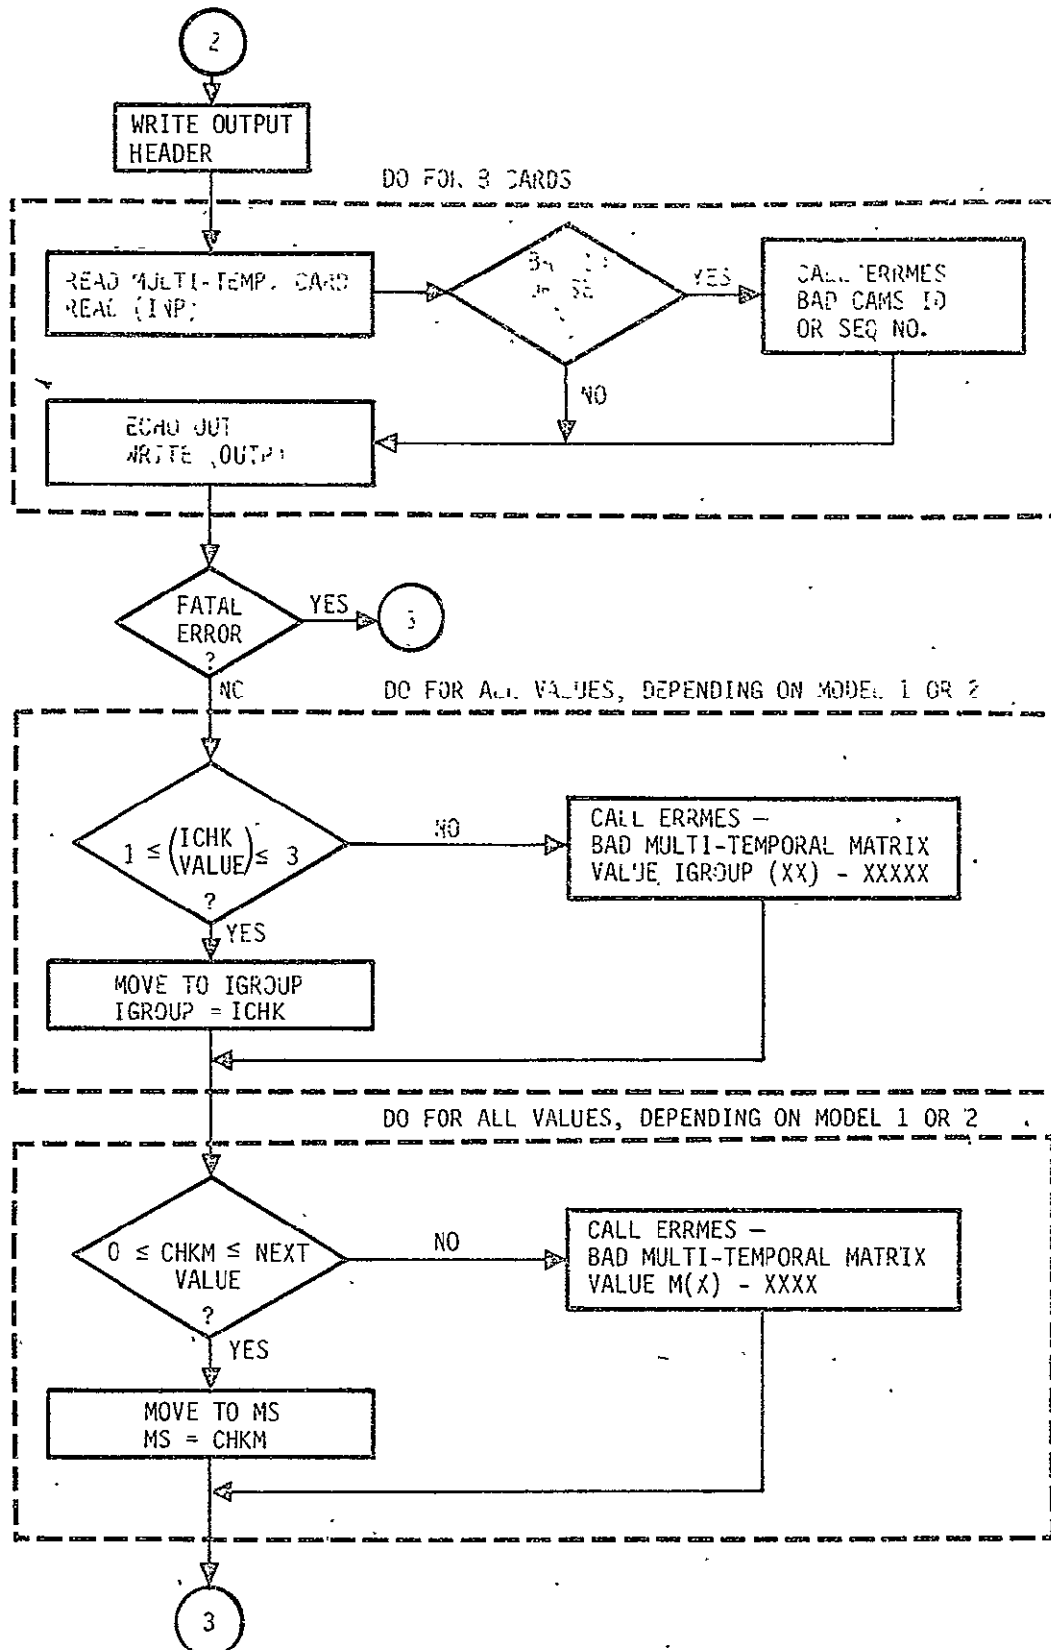 2
WRITE OUTPUT
HEADER
DO FOR CARDS
READ MULTI-TEMP. CARD
READ (INP)
YES
CALL ERRMES
BAD CAMS ID
OR SEQ NO.
NO
ECHO OUT
WRITE (OUTP)
FATAL
ERROR
?
YES
NO
DO FOR ALL VALUES, DEPENDING ON MODEL 1 OR 2
1 ≤ (ICHK
VALUE) ≤ 3
?
NO
CALL ERRMES –
BAD MULTI-TEMPORAL MATRIX
VALUE IGROUP (XX) - XXXXX
YES
MOVE TO IGROUP
IGROUP = ICHK
DO FOR ALL VALUES, DEPENDING ON MODEL 1 OR 2
0 ≤ CHKM ≤ NEXT
VALUE
?
NO
CALL ERRMES –
BAD MULTI-TEMPORAL MATRIX
VALUE M(X) - XXXX
YES
MOVE TO MS
MS = CHKM
3